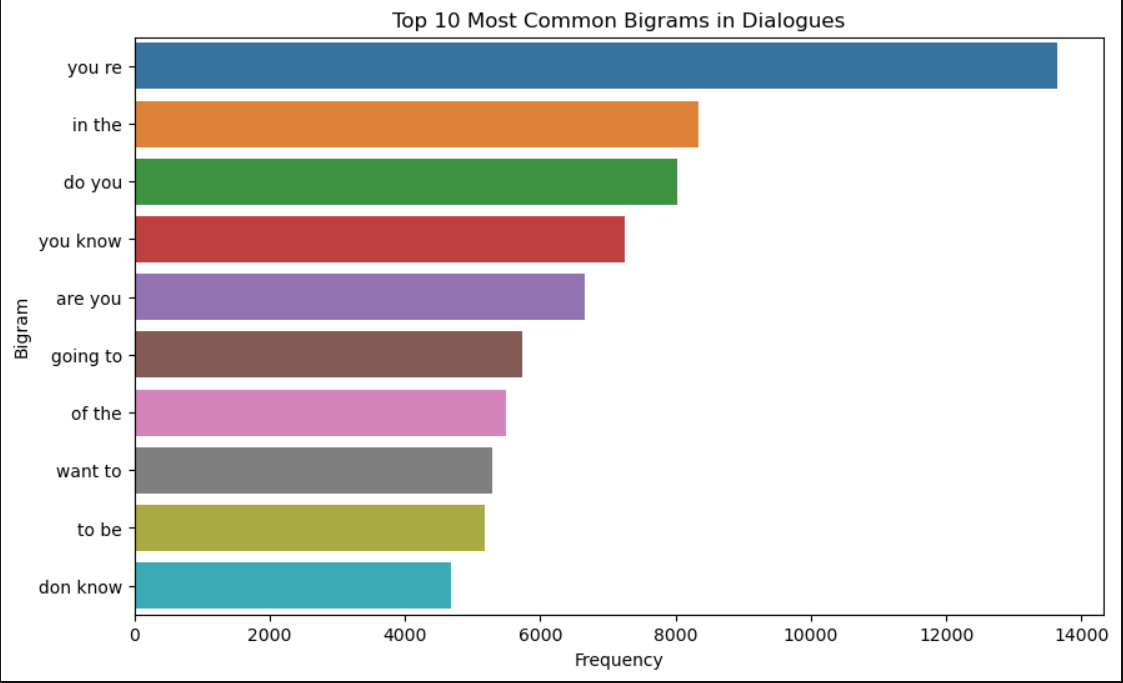 Top 10 Most Common Bigrams in Dialogues
Bigram
you re
in the
do you
you know
are you
going to
of the
want to
to be
don know
0 2000 4000 6000 8000 10000 12000 14000
Frequency